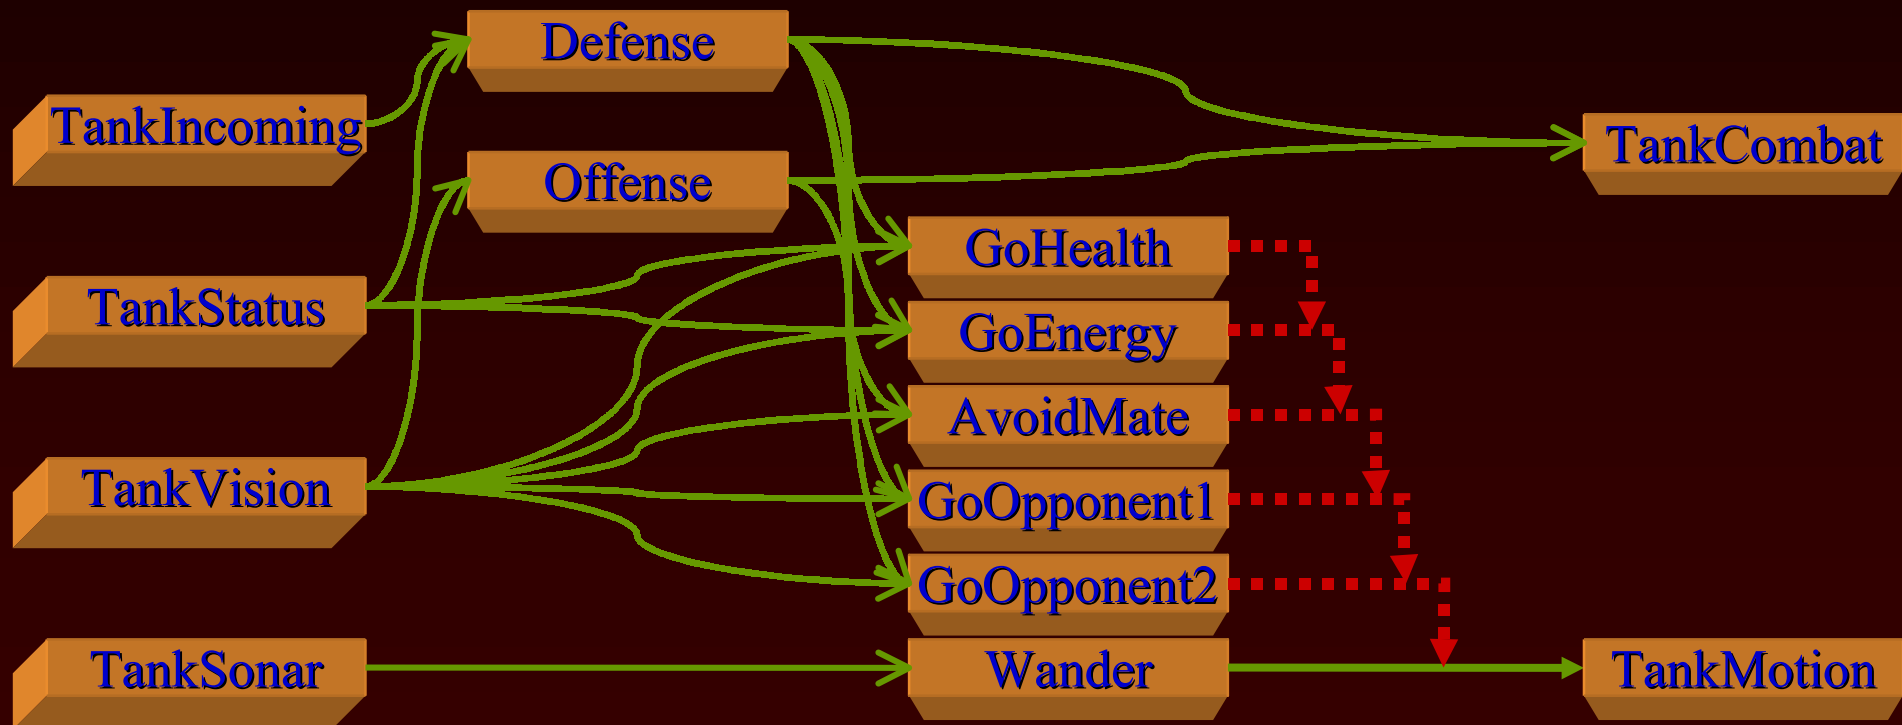 Defense
TankIncoming
TankCombat
Offense
GoHealth
TankStatus
GoEnergy
AvoidMate
TankVision
GoOpponent1
GoOpponent2
TankSonar
Wander
TankMotion